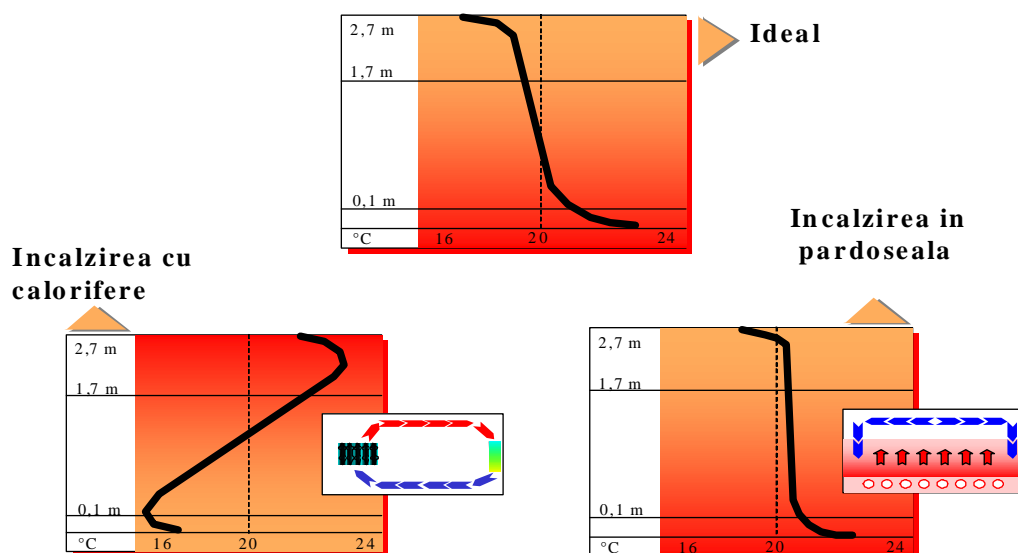 Ideal
2,7 m
1,7 m
0,1 m
°C 16 20 24
Incalzirea cu
calorifere
2,7 m
1,7 m
0,1 m
°C 16 20 24
Incalzirea in
pardoseala
2,7 m
1,7 m
0,1 m
°C 16 20 24